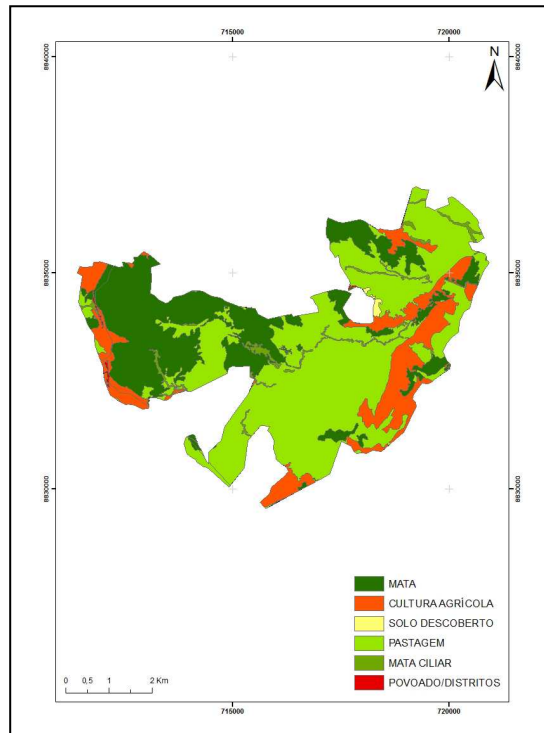 715000 720000
8840000 8840000
N
8835000 8835000
8830000 8830000
MATA
CULTURA AGRÌCOLA
SOLO DESCOBERTO
PASTAGEM
MATA CILIAR
POVOADO/DISTRITOS
0 0,5 1 2 Km
715000 720000